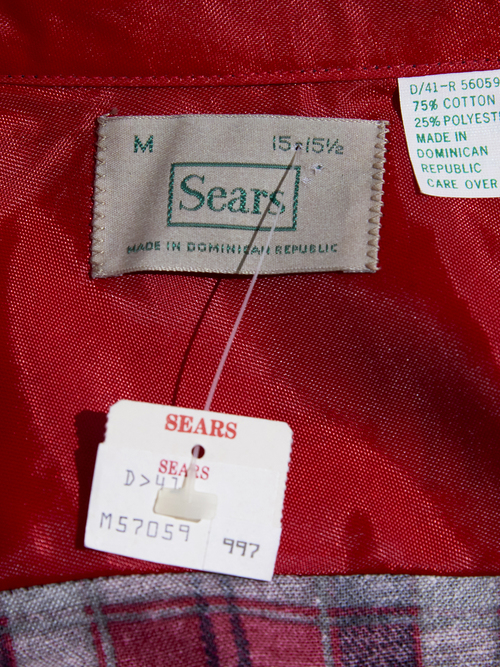 M 15-15½
Sears
MADE IN DOMINICAN REPUBLIC
D/41-R 56059
75% COTTON
25% POLYEST
MADE IN
DOMINICAN
REPUBLIC
CARE OVER
SEARS
SEARS
D>41
M57059
997